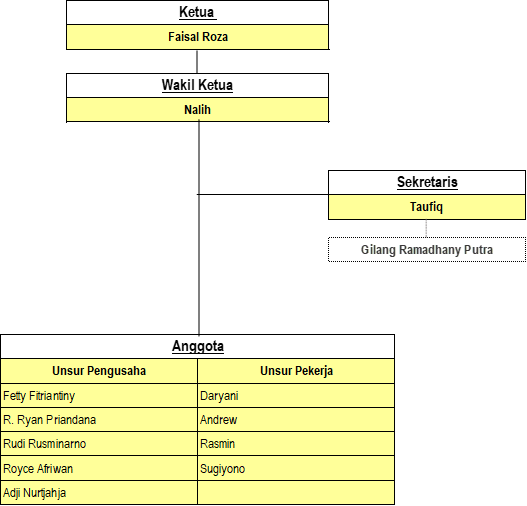 Ketua
Faisal Roza
Wakil Ketua
Nalih
Sekretaris
Taufiq
Gilang Ramadhany Putra
Anggota
Unsur Pengusaha Unsur Pekerja
Fetty Fitriantiny Daryani
R. Ryan Priandana Andrew
Rudi Rusminarno Rasmin
Royce Afriwan Sugiyono
Adji Nurtjahja